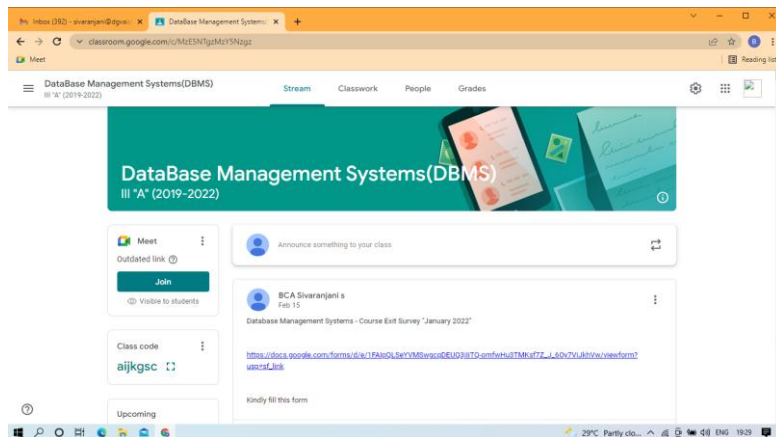 Inbox (392) - sivaranjani@dgvaic
DataBase Management Systems
classroom.google.com/c/MzE5NTgzMzY5Nzgz
B
Meet
Reading list
DataBase Management Systems(DBMS)
III "A" (2019-2022)
Stream Classwork People Grades
DataBase Management Systems(DBMS)
III "A" (2019-2022)
Meet
Outdated link
Join
Visible to students
Announce something to your class
BCA Sivaranjani s
Feb 15
Database Management Systems - Course Exit Survey "January 2022"
usp=sf_link
Kindly fill this form
Class code
aijkgsc
Upcoming
29°C Partly clo... ENG 1929